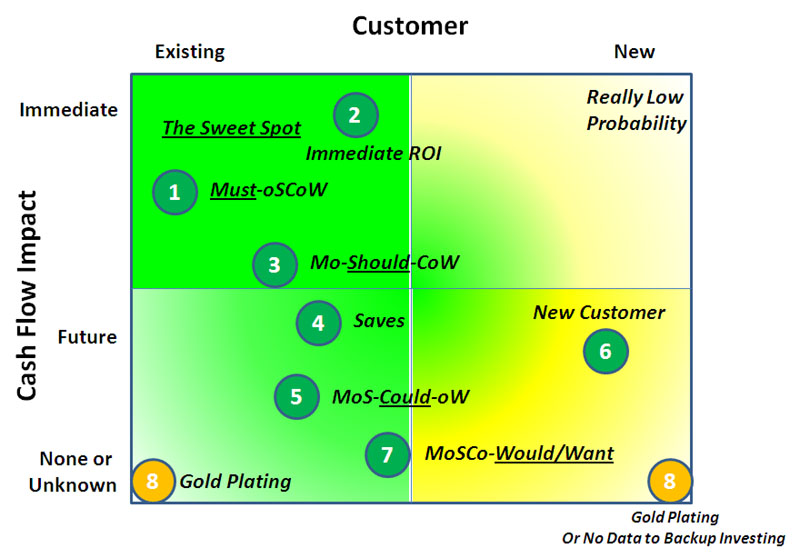 Customer
Existing
New
Cash Flow Impact
Immediate
The Sweet Spot
2
Immediate ROI
Really Low
Probability
1
Must-oSCoW
3
Mo-Should-CoW
Future
4
Saves
New Customer
6
5
MoS-Could-oW
None or
Unknown
7
MoSCo-Would/Want
8
Gold Plating
8
Gold Plating
Or No Data to Backup Investing